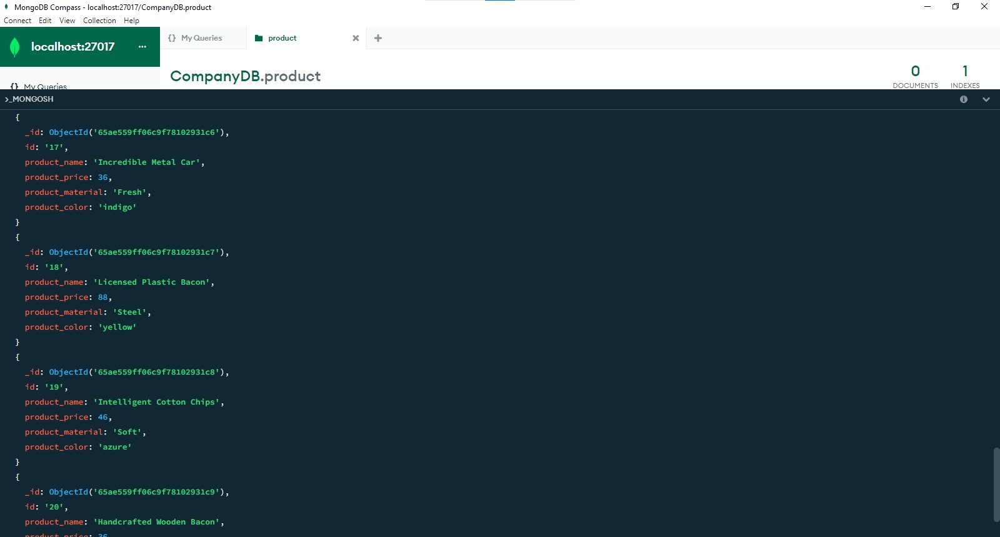 MongoDB Compass - localhost:27017/CompanyDB.product
Connect Edit View Collection Help
localhost:27017 ...
{} My Queries
product
CompanyDB.product
0
DOCUMENTS
1
INDEXES
{} My Queries
>_MONGOSH
{
_id: ObjectId('65ae559ff06c9f78102931c6'),
id: '17',
product_name: 'Incredible Metal Car',
product_price: 36,
product_material: 'Fresh',
product_color: 'indigo'
}
{
_id: ObjectId('65ae559ff06c9f78102931c7'),
id: '18',
product_name: 'Licensed Plastic Bacon',
product_price: 88,
product_material: 'Steel',
product_color: 'yellow'
}
{
_id: ObjectId('65ae559ff06c9f78102931c8'),
id: '19',
product_name: 'Intelligent Cotton Chips',
product_price: 46,
product_material: 'Soft',
product_color: 'azure'
}
{
_id: ObjectId('65ae559ff06c9f78102931c9'),
id: '20',
product_name: 'Handcrafted Wooden Bacon',
product_price: 36